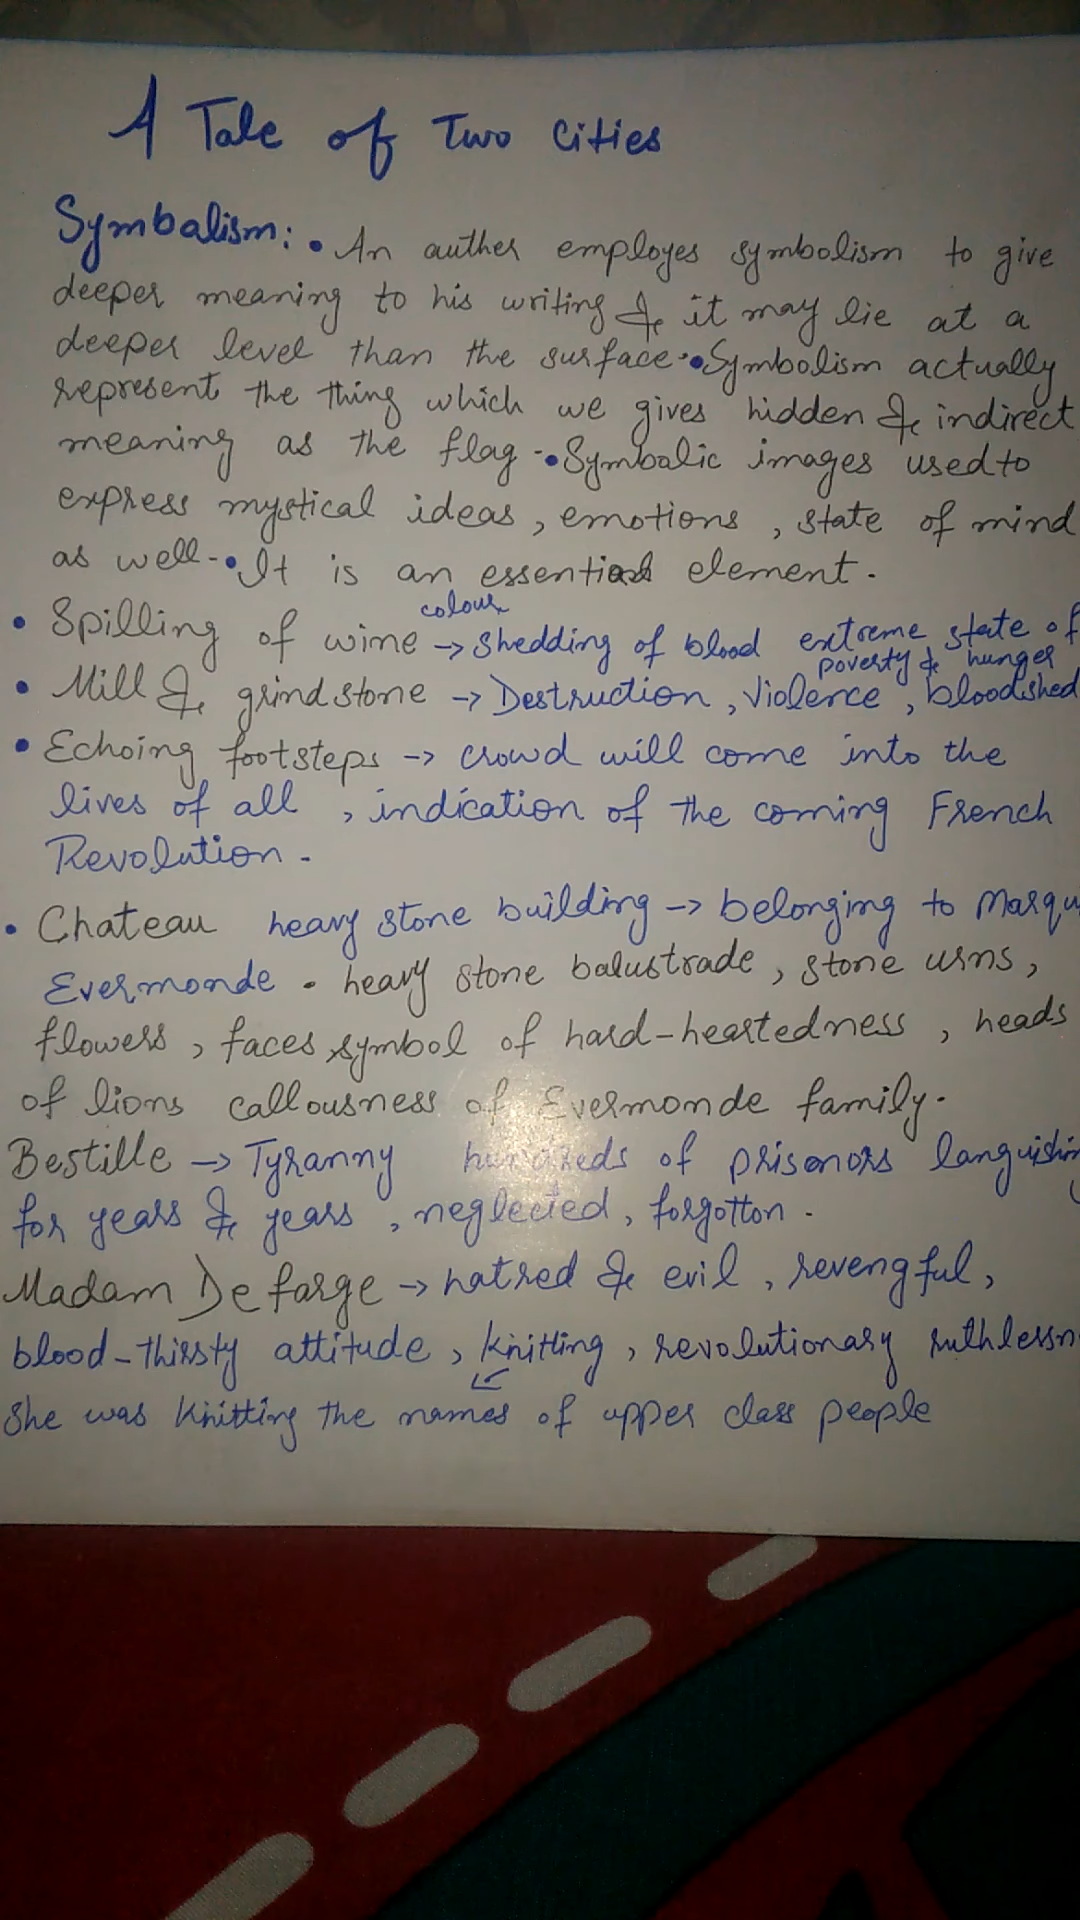 A Tale of Two Cities
Symbalism: • An auther employes symbolism to give
deeper meaning to his writing & it may lie at a
deeper level than the surface. • Symbolism actually
represent the thing which we gives hidden & indirect
meaning as the flag. • Symbolic images used to
express mystical ideas, emotions, state of mind
as well. • It is an essential element.
colour
• Spilling of wine → shedding of blood extreme state of
poverty & hunger
• Mill & grindstone → Destruction, violence, bloodshed
• Echoing footsteps → crowd will come into the
lives of all, indication of the coming French
Revolution.
• Chateau heavy stone building → belonging to Marqu
Evermonde. heavy stone balustrade, stone urns,
flowers, faces, symbol of hard-heartedness, heads
of lions callousness of Evermonde family.
Bestille → Tyranny hundreds of prisonors languishin
for years & years, neglected, forgotton.
Madam Defarge → hatred & evil, revengful,
blood-thirsty attitude, Knitting, revolutionary ruthlessn
She was Knitting the names of upper class people